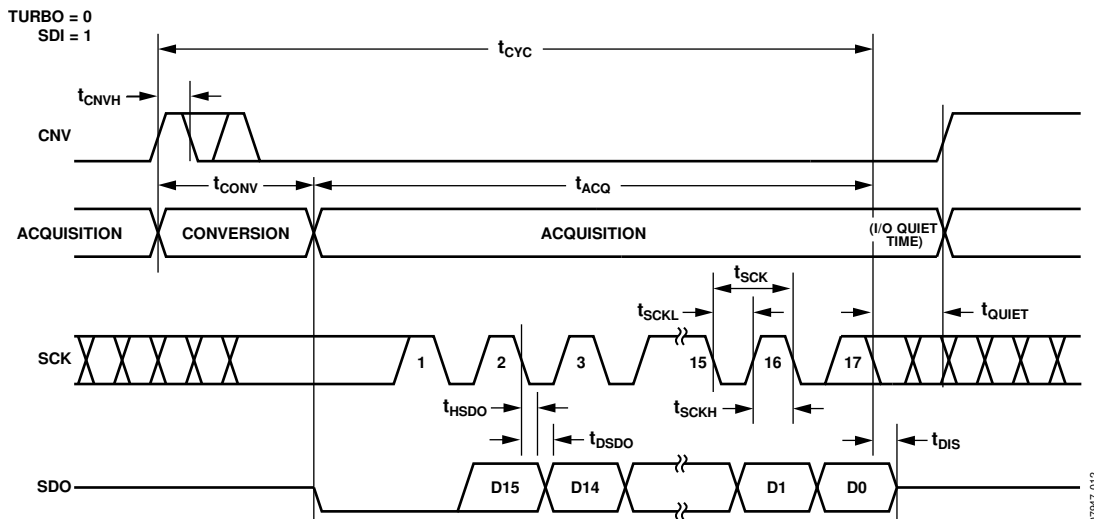 TURBO = 0
SDI = 1
tCYC
tCNVH
CNV
tCONV
tACQ
ACQUISITION
CONVERSION
ACQUISITION
(I/O QUIET
TIME)
tSCK
tSCKL
tQUIET
SCK
1
2
3
15
16
17
tHSDO
tDSDO
tSCKH
tDIS
SDO
D15
D14
D1
D0